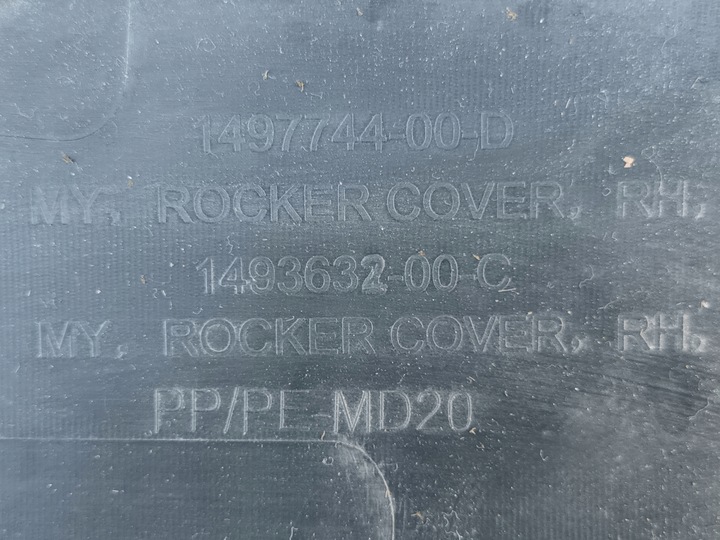 1497744-00-D
MY, ROCKER COVER, RH,
1493632-00-C
MY, ROCKER COVER, RH,
PP/PE-MD20